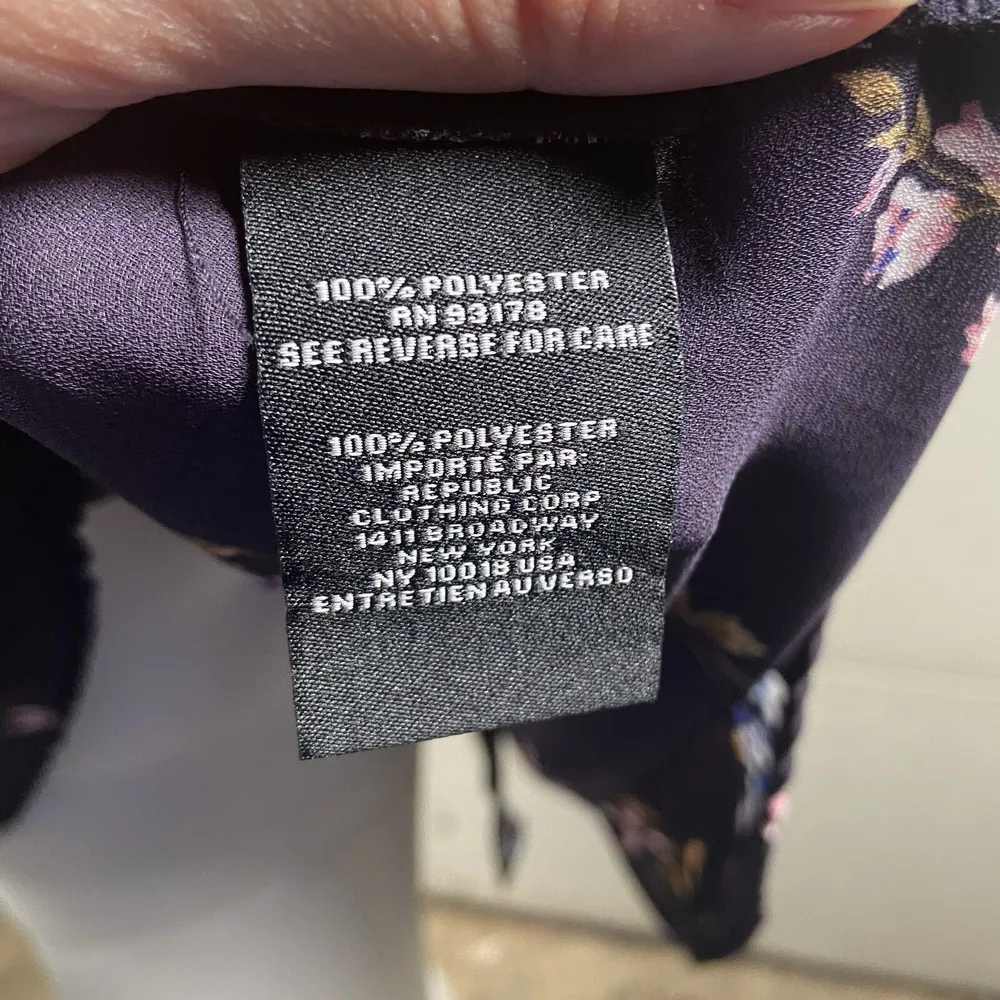 100% POLYESTER
RN 93178
SEE REVERSE FOR CARE
100% POLYESTER
IMPORTÉ PAR
REPUBLIC
CLOTHING CORP
1411 BROADWAY
NEW YORK
NY 10018 USA
ENTRETIEN AU VERSO